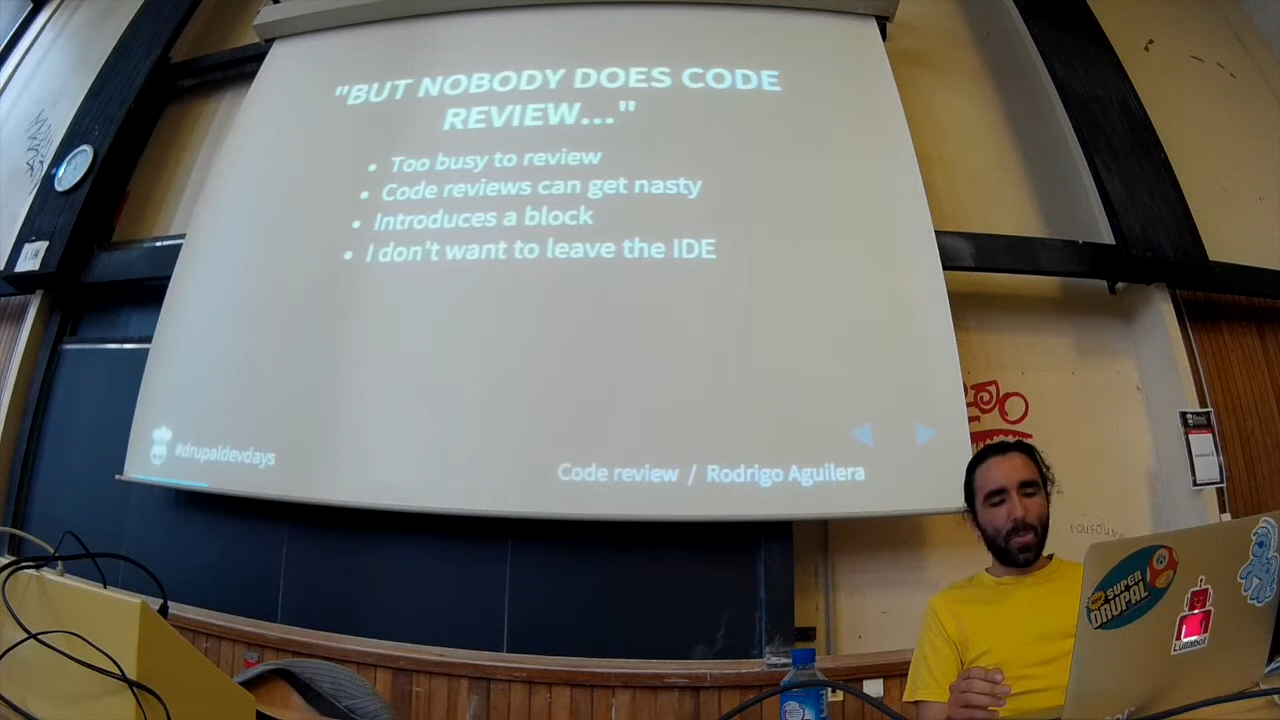 "BUT NOBODY DOES CODE
REVIEW..."
• Too busy to review
• Code reviews can get nasty
• Introduces a block
• I don't want to leave the IDE
#drupaldevdays
Code review / Rodrigo Aguilera
SUPER
DRUPAL
Lullabot